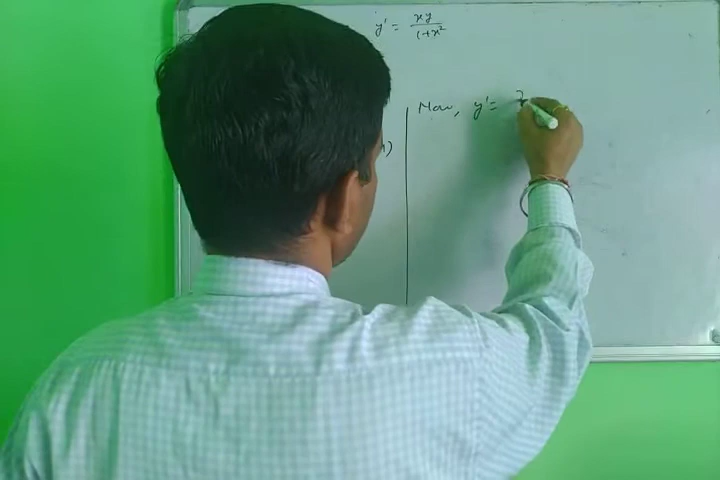 y' = xy / 1+x²
Now, y' =